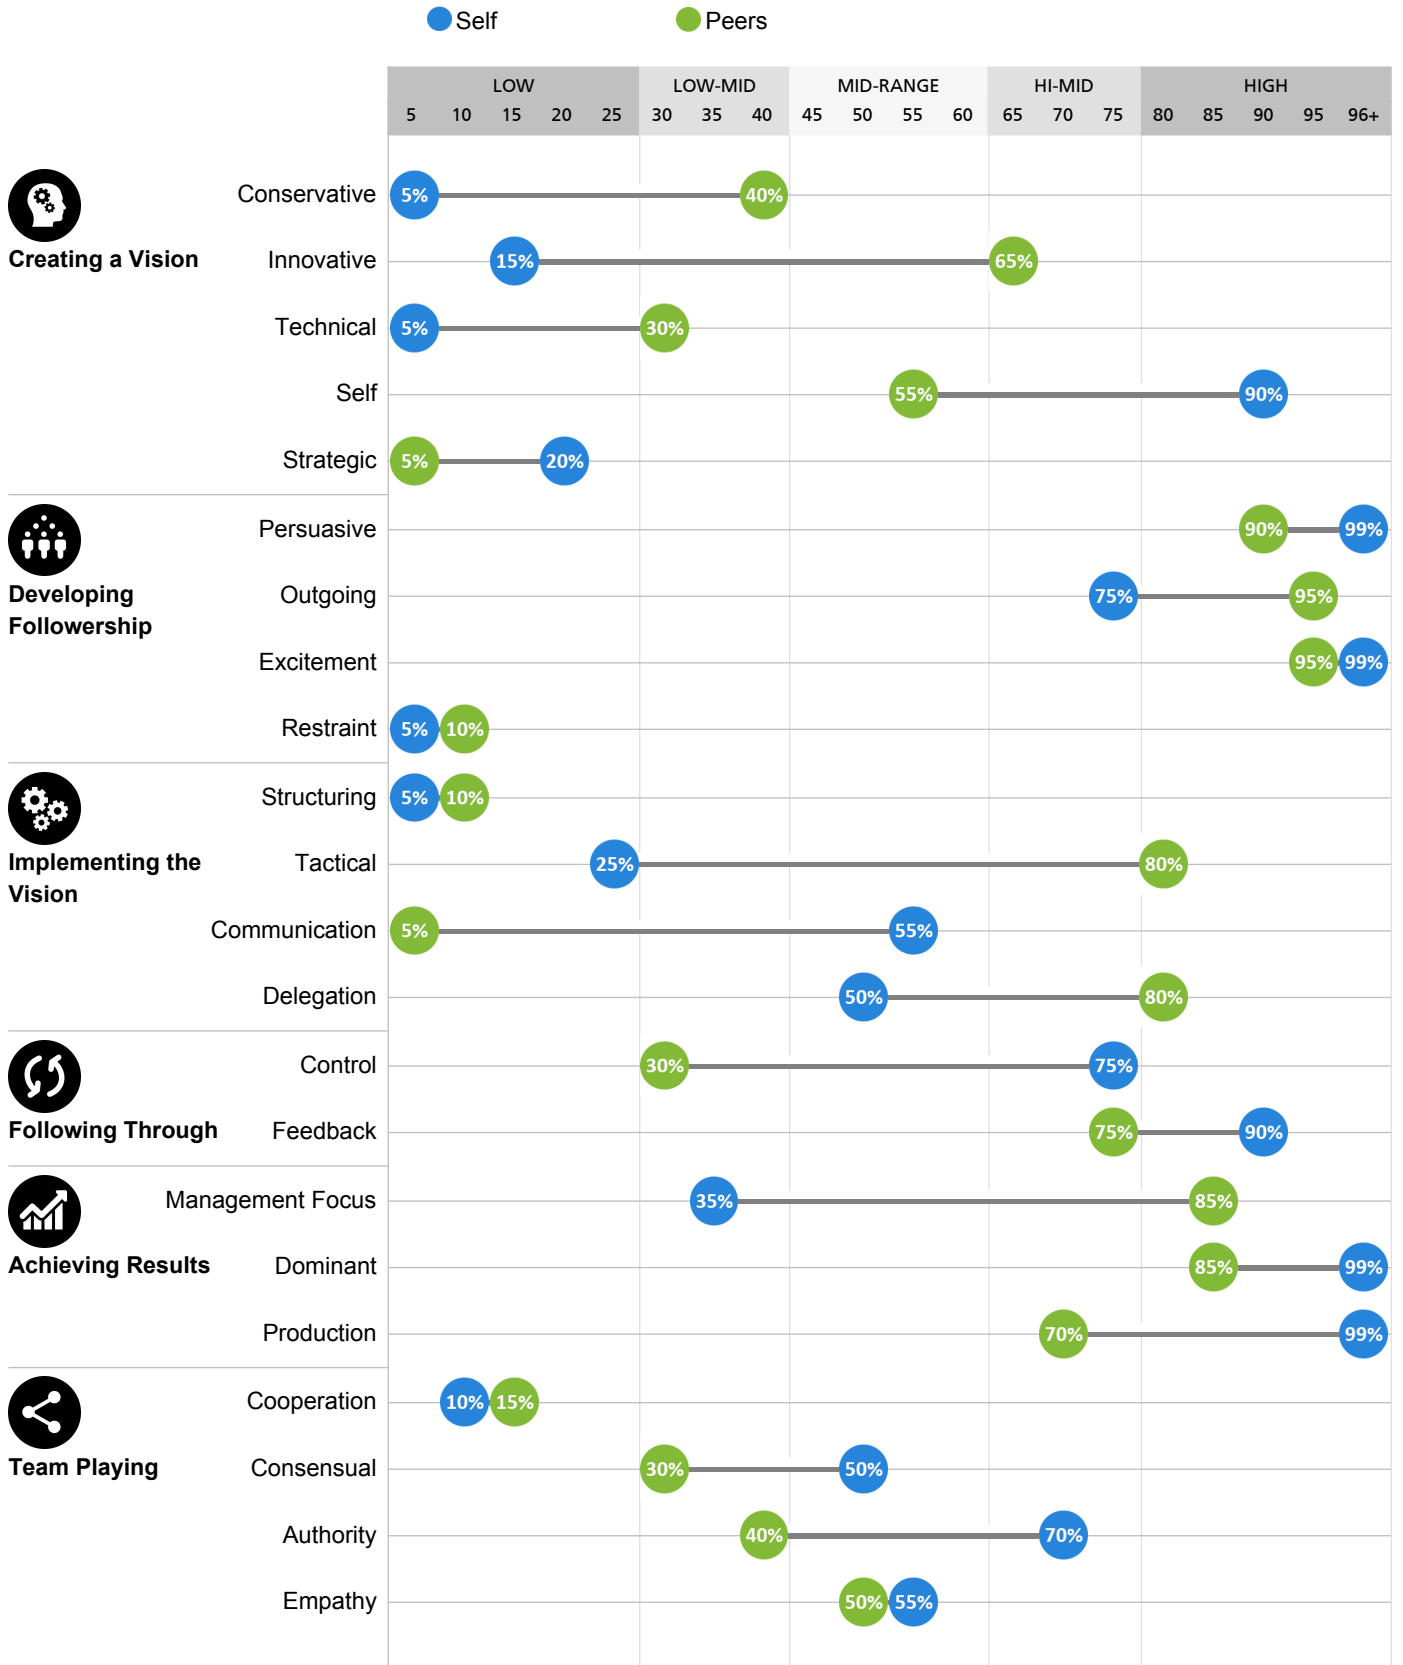 Self Peers
LOW LOW-MID MID-RANGE HI-MID HIGH
5 10 15 20 25 30 35 40 45 50 55 60 65 70 75 80 85 90 95 96+
Conservative 5% 40%
Creating a Vision
Innovative 15% 65%
Technical 5% 30%
Self 55% 90%
Strategic 5% 20%
Persuasive 90% 99%
Developing
Followership
Outgoing 75% 95%
Excitement 95% 99%
Restraint 5% 10%
Structuring 5% 10%
Implementing the
Vision
Tactical 25% 80%
Communication 5% 55%
Delegation 50% 80%
Control 30% 75%
Following Through
Feedback 75% 90%
Management Focus 35% 85%
Achieving Results
Dominant 85% 99%
Production 70% 99%
Cooperation 10% 15%
Team Playing
Consensual 30% 50%
Authority 40% 70%
Empathy 50% 55%